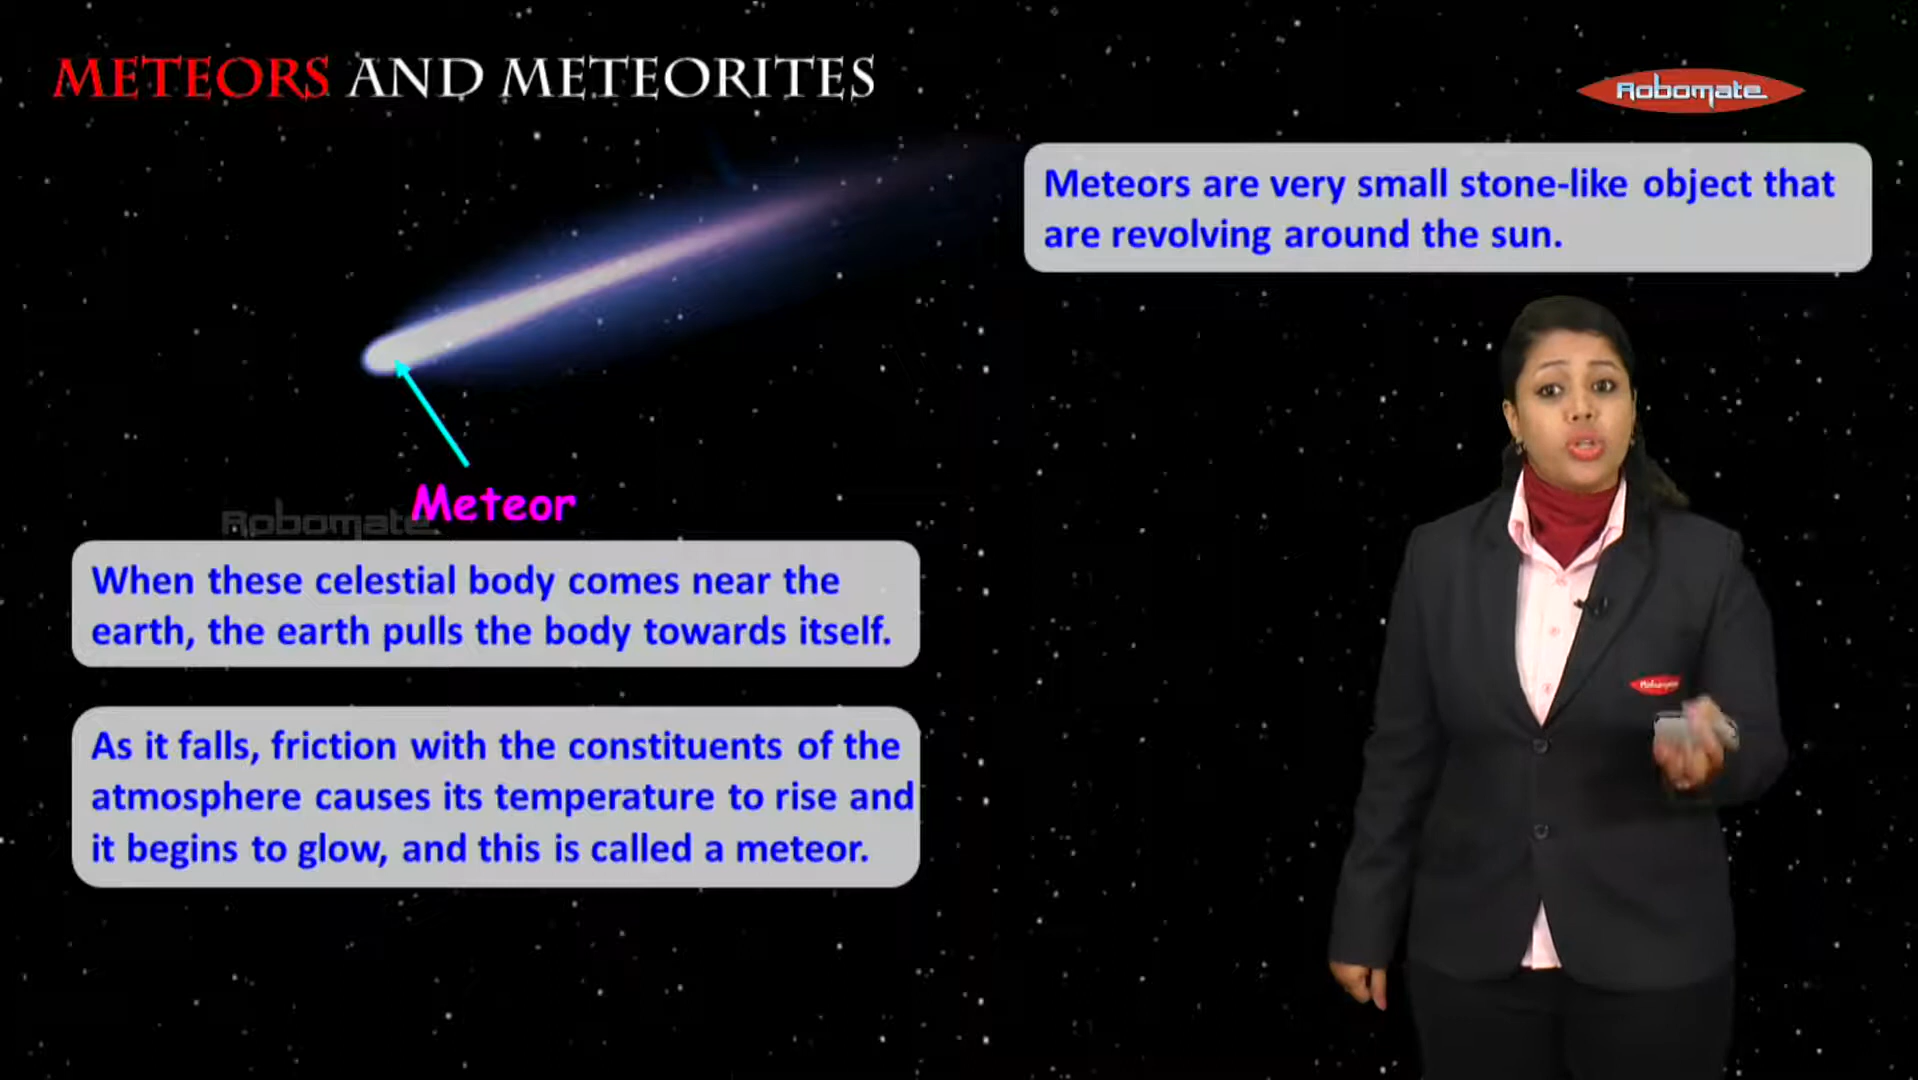 METEORS AND METEORITES
Robomate
Meteors are very small stone-like object that
are revolving around the sun.
Meteor
Robomate
When these celestial body comes near the
earth, the earth pulls the body towards itself.
As it falls, friction with the constituents of the
atmosphere causes its temperature to rise and
it begins to glow, and this is called a meteor.
Robomate